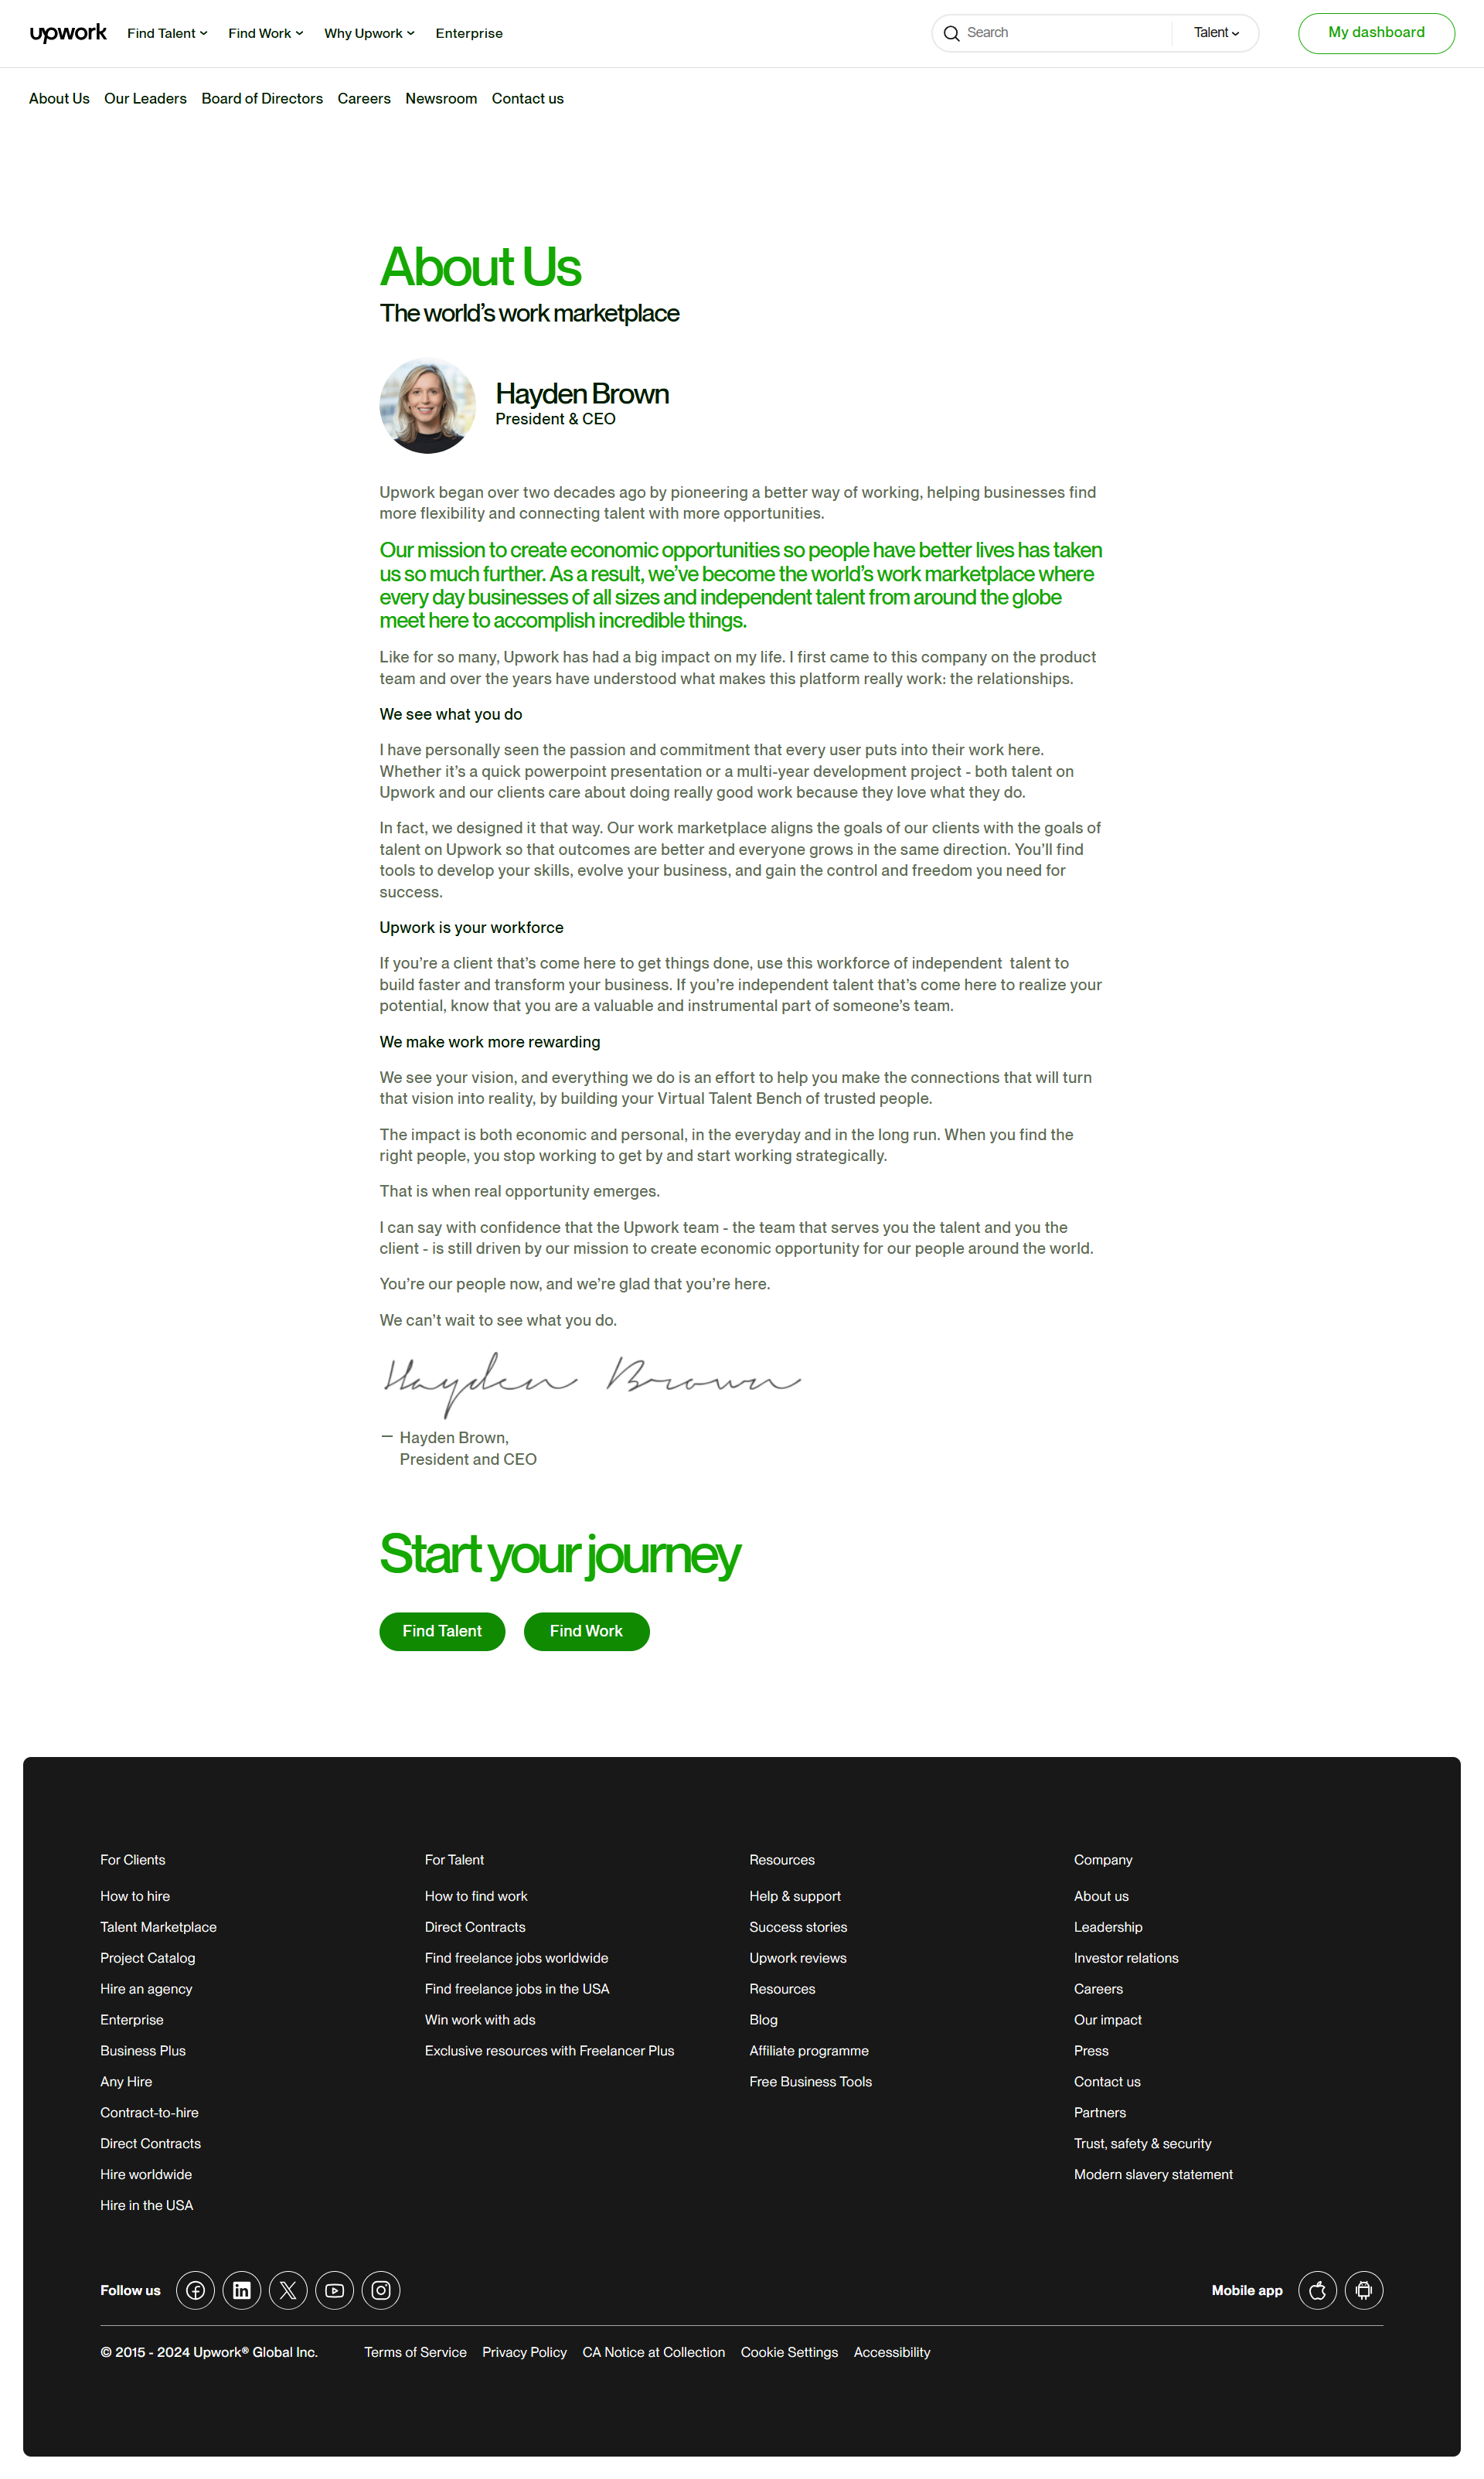 upwork Find Talent Find Work Why Upwork Enterprise Search Talent My dashboard
About Us Our Leaders Board of Directors Careers Newsroom Contact us
About Us
The world’s work marketplace
Hayden Brown
President & CEO
Upwork began over two decades ago by pioneering a better way of working, helping businesses find
more flexibility and connecting talent with more opportunities.
Our mission to create economic opportunities so people have better lives has taken
us so much further. As a result, we’ve become the world’s work marketplace where
every day businesses of all sizes and independent talent from around the globe
meet here to accomplish incredible things.
Like for so many, Upwork has had a big impact on my life. I first came to this company on the product
team and over the years have understood what makes this platform really work: the relationships.
We see what you do
I have personally seen the passion and commitment that every user puts into their work here.
Whether it’s a quick powerpoint presentation or a multi-year development project - both talent on
Upwork and our clients care about doing really good work because they love what they do.
In fact, we designed it that way. Our work marketplace aligns the goals of our clients with the goals of
talent on Upwork so that outcomes are better and everyone grows in the same direction. You’ll find
tools to develop your skills, evolve your business, and gain the control and freedom you need for
success.
Upwork is your workforce
If you’re a client that’s come here to get things done, use this workforce of independent  talent to
build faster and transform your business. If you’re independent talent that’s come here to realize your
potential, know that you are a valuable and instrumental part of someone’s team.
We make work more rewarding
We see your vision, and everything we do is an effort to help you make the connections that will turn
that vision into reality, by building your Virtual Talent Bench of trusted people.
The impact is both economic and personal, in the everyday and in the long run. When you find the
right people, you stop working to get by and start working strategically.
That is when real opportunity emerges.
I can say with confidence that the Upwork team - the team that serves you the talent and you the
client - is still driven by our mission to create economic opportunity for our people around the world.
You’re our people now, and we’re glad that you’re here.
We can’t wait to see what you do.
Hayden Brown
— Hayden Brown,
President and CEO
Start your journey
Find Talent Find Work
For Clients
How to hire
Talent Marketplace
Project Catalog
Hire an agency
Enterprise
Business Plus
Any Hire
Contract-to-hire
Direct Contracts
Hire worldwide
Hire in the USA
For Talent
How to find work
Direct Contracts
Find freelance jobs worldwide
Find freelance jobs in the USA
Win work with ads
Exclusive resources with Freelancer Plus
Resources
Help & support
Success stories
Upwork reviews
Resources
Blog
Affiliate programme
Free Business Tools
Company
About us
Leadership
Investor relations
Careers
Our impact
Press
Contact us
Partners
Trust, safety & security
Modern slavery statement
Follow us
Mobile app
© 2015 - 2024 Upwork® Global Inc. Terms of Service Privacy Policy CA Notice at Collection Cookie Settings Accessibility